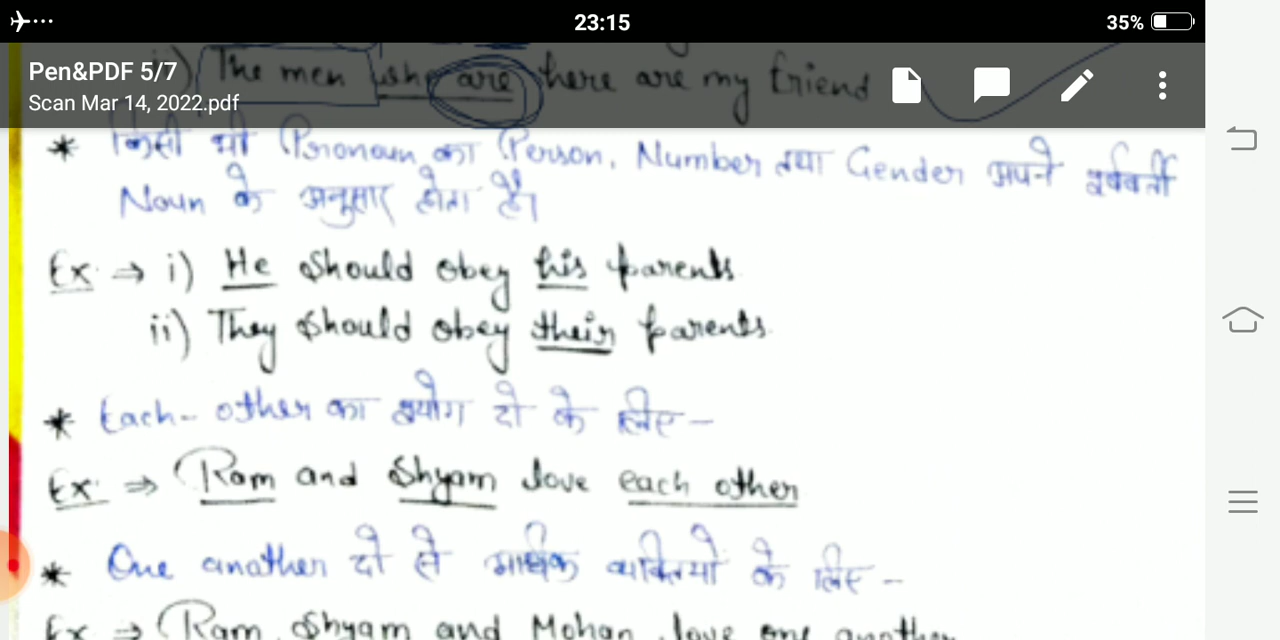 23:15
35%
Pen&PDF 5/7
Scan Mar 14, 2022.pdf
The men are there are my friend
* किसी भी Pronoun का Person, Number तथा Gender अपने पूर्ववर्ती
Noun के अनुसार होता है।
Ex ⇒ i) He should obey his parents
ii) They should obey their parents.
* Each-other का प्रयोग दो के लिए -
Ex ⇒ Ram and Shyam love each other
* One another दो से अधिक व्यक्तियो के लिए -
Ex ⇒ Ram, Shyam and Mohan love one another